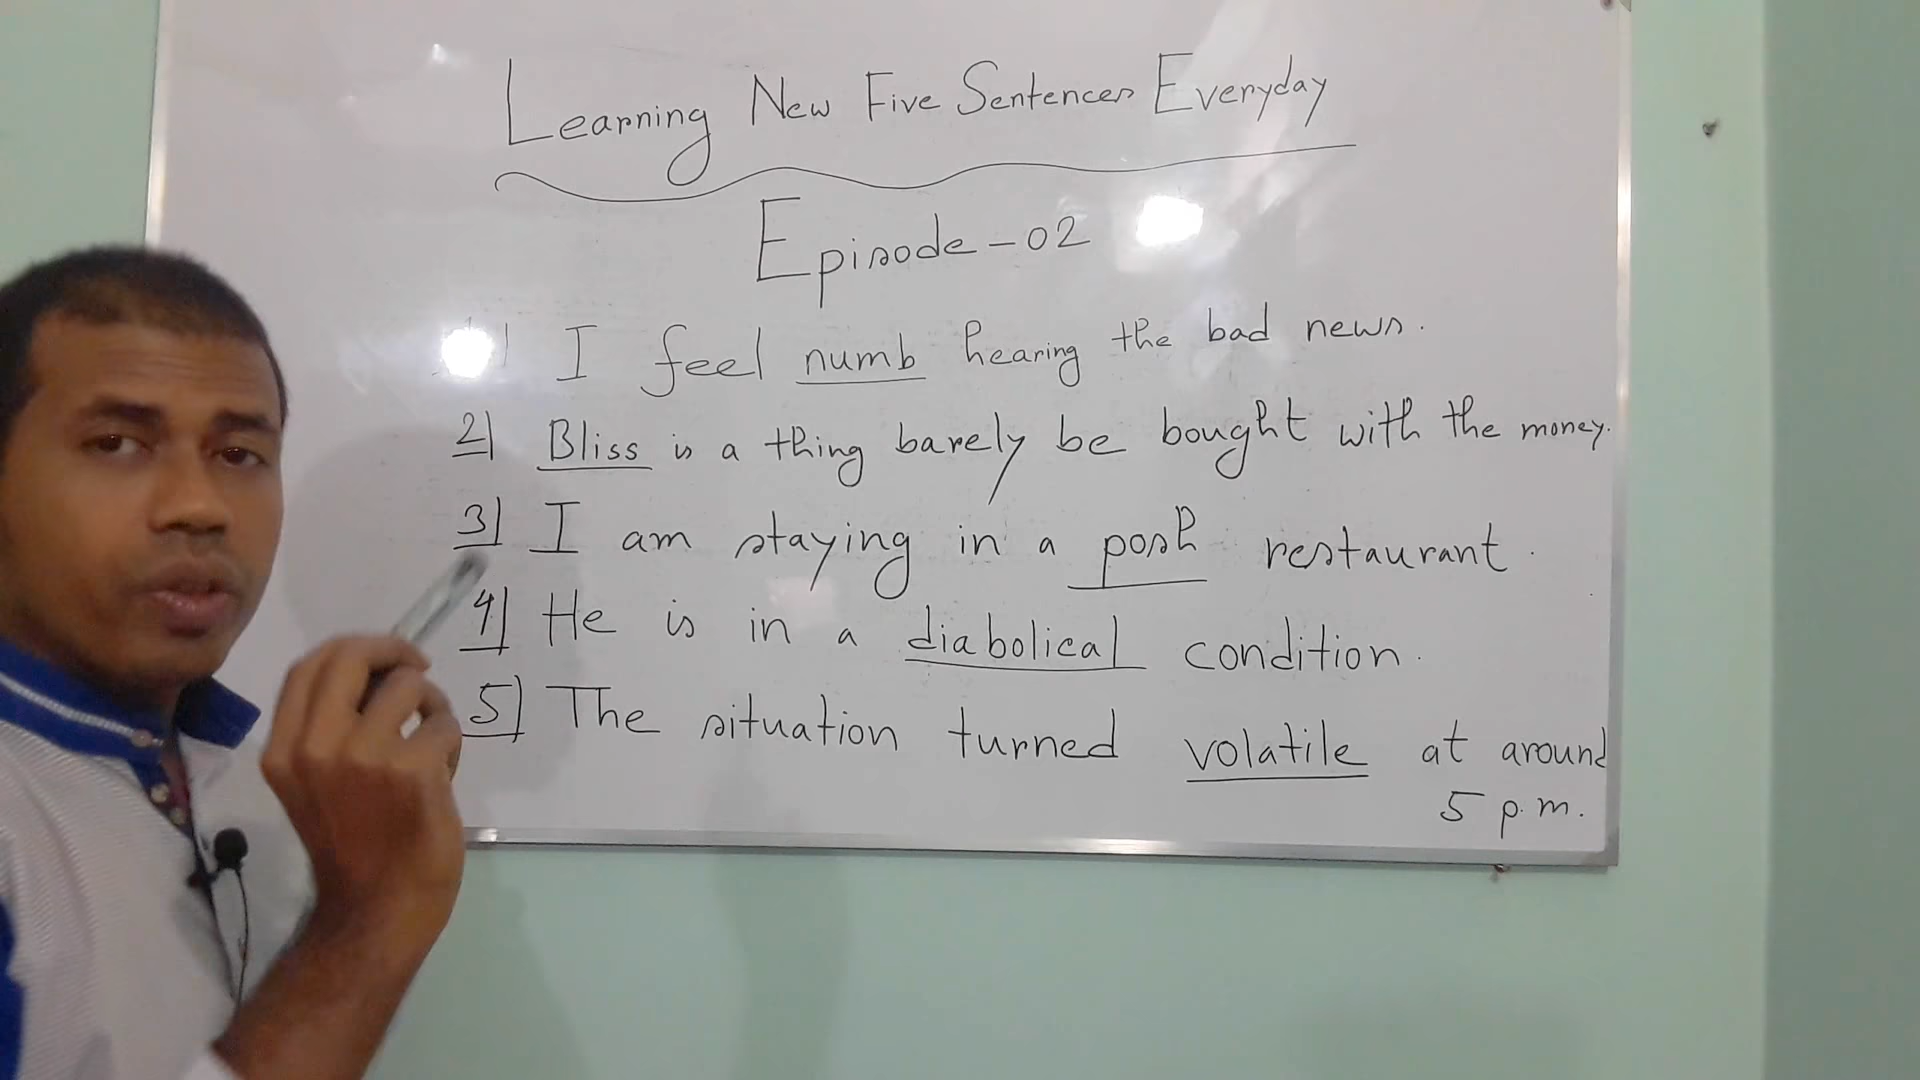 Learning New Five Sentences Everyday
Episode-02
I feel numb hearing the bad news.
2) Bliss is a thing barely be bought with the money.
3) I am staying in a posh restaurant.
4) He is in a diabolical condition.
5) The situation turned volatile at around
5 p.m.